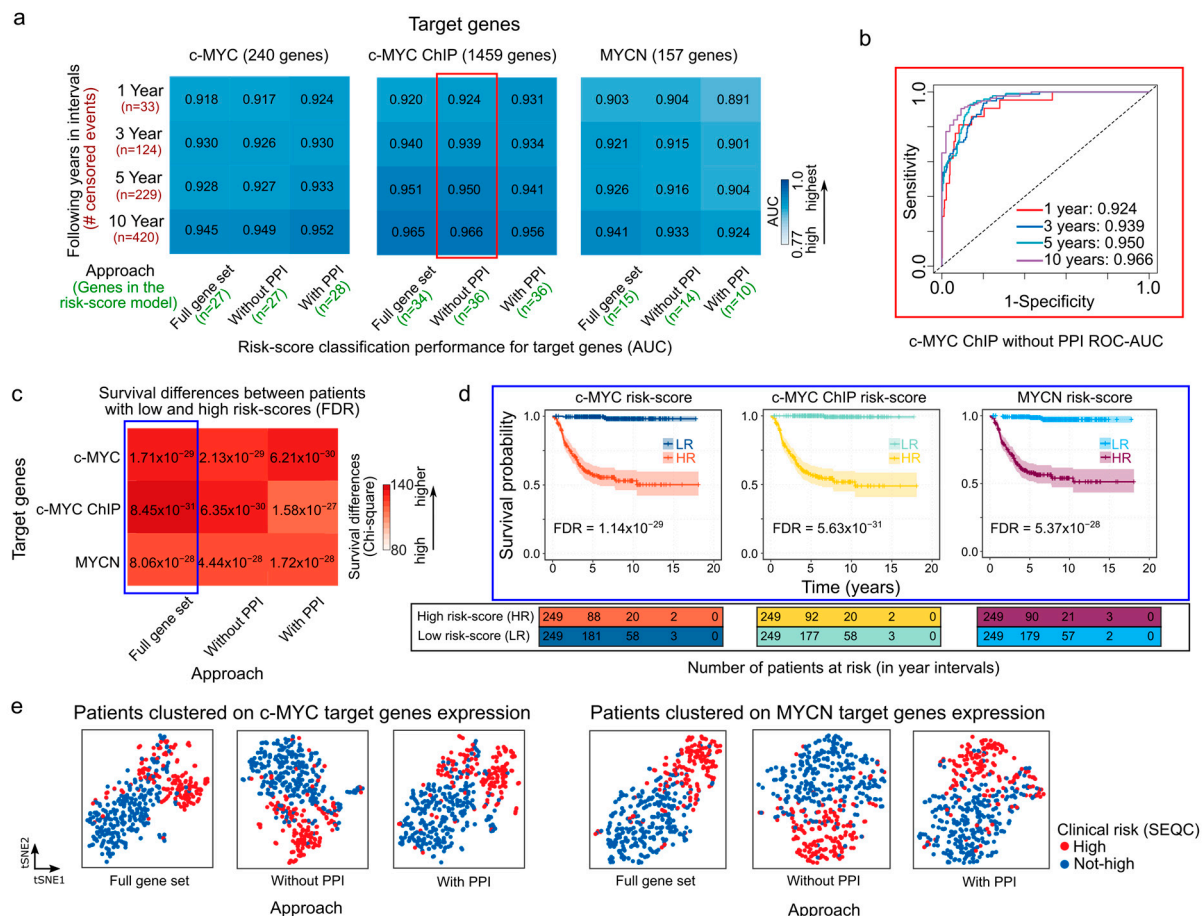 a
Target genes
c-MYC (240 genes)
c-MYC ChIP (1459 genes)
MYCN (157 genes)
Following years in intervals
(# censored events)
1 Year
(n=33)
0.918 0.917 0.924
0.920 0.924 0.931
0.903 0.904 0.891
3 Year
(n=124)
0.930 0.926 0.930
0.940 0.939 0.934
0.921 0.915 0.901
5 Year
(n=229)
0.928 0.927 0.933
0.951 0.950 0.941
0.926 0.916 0.904
10 Year
(n=420)
0.945 0.949 0.952
0.965 0.966 0.956
0.941 0.933 0.924
AUC
0.77 1.0
high highest
Approach
(Genes in the
risk-score model)
Full gene set
(n=27)
Without PPI
(n=27)
With PPI
(n=28)
Full gene set
(n=34)
Without PPI
(n=36)
With PPI
(n=36)
Full gene set
(n=15)
Without PPI
(n=14)
With PPI
(n=10)
Risk-score classification performance for target genes (AUC)
b
Sensitivity
1.0
0.0
1 year: 0.924
3 years: 0.939
5 years: 0.950
10 years: 0.966
0.0 1.0
1-Specificity
c-MYC ChIP without PPI ROC-AUC
c
Survival differences between patients
with low and high risk-scores (FDR)
Target genes
c-MYC
1.71x10⁻²⁹ 2.13x10⁻²⁹ 6.21x10⁻³⁰
c-MYC ChIP
8.45x10⁻³¹ 6.35x10⁻³⁰ 1.58x10⁻²⁷
MYCN
8.06x10⁻²⁸ 4.44x10⁻²⁸ 1.72x10⁻²⁸
Survival differences
(Chi-square)
80 140
high higher
Full gene set
Without PPI
With PPI
Approach
d
c-MYC risk-score
c-MYC ChIP risk-score
MYCN risk-score
Survival probability
1.0
0.5
0.0
LR
HR
FDR = 1.14x10⁻²⁹
0 5 10 15 20
1.0
0.5
0.0
LR
HR
FDR = 5.63x10⁻³¹
0 5 10 15 20
1.0
0.5
0.0
LR
HR
FDR = 5.37x10⁻²⁸
0 5 10 15 20
Time (years)
High risk-score (HR)
249 88 20 2 0
249 92 20 2 0
249 90 21 3 0
Low risk-score (LR)
249 181 58 3 0
249 177 58 3 0
249 179 57 2 0
Number of patients at risk (in year intervals)
e
Patients clustered on c-MYC target genes expression
Patients clustered on MYCN target genes expression
tSNE2
tSNE1
Full gene set
Without PPI
With PPI
Full gene set
Without PPI
With PPI
Approach
Approach
Clinical risk (SEQC)
High
Not-high